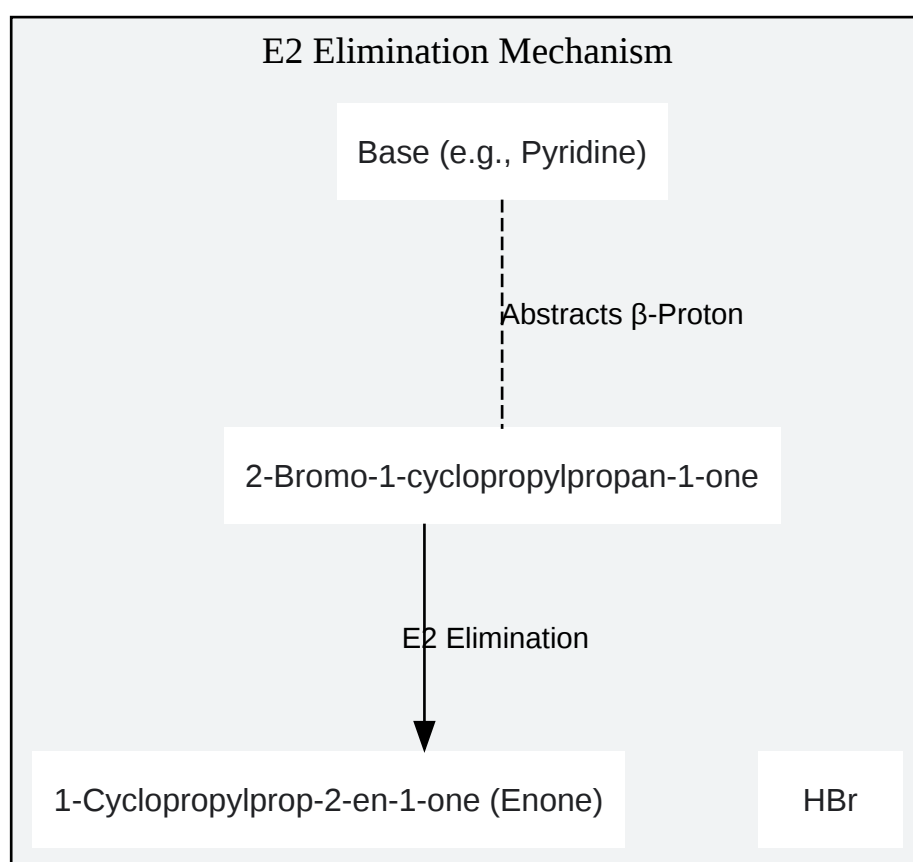 E2 Elimination Mechanism
Base (e.g., Pyridine)
Abstracts β-Proton
2-Bromo-1-cyclopropylpropan-1-one
E2 Elimination
1-Cyclopropylprop-2-en-1-one (Enone)
HBr